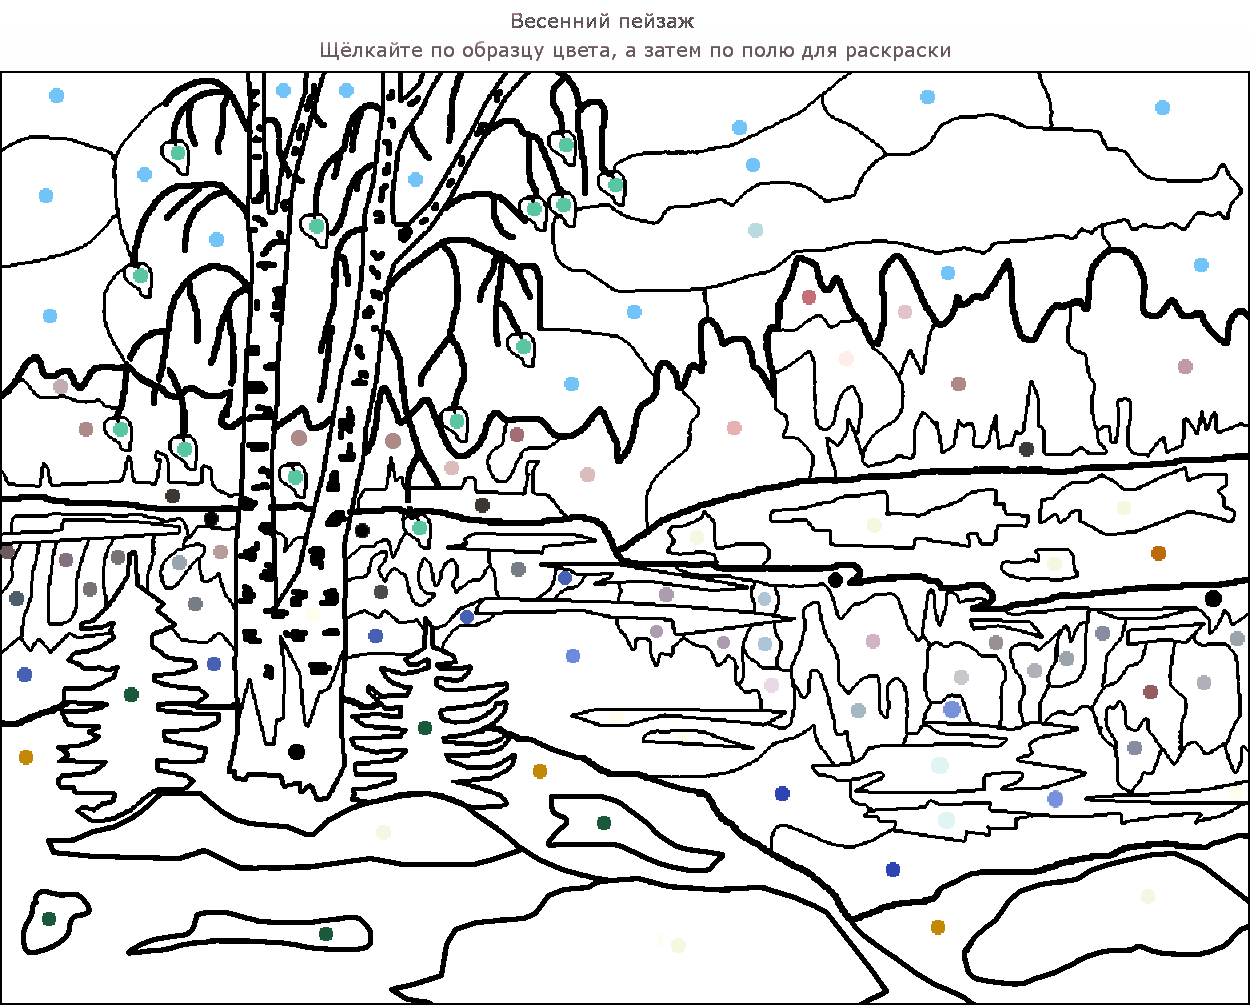 Весенний пейзаж
Щёлкайте по образцу цвета, а затем по полю для раскраски